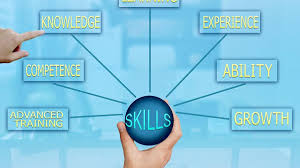 KNOWLEDGE
EXPERIENCE
COMPETENCE
ABILITY
ADVANCED
TRAINING
SKILLs
GROWTH